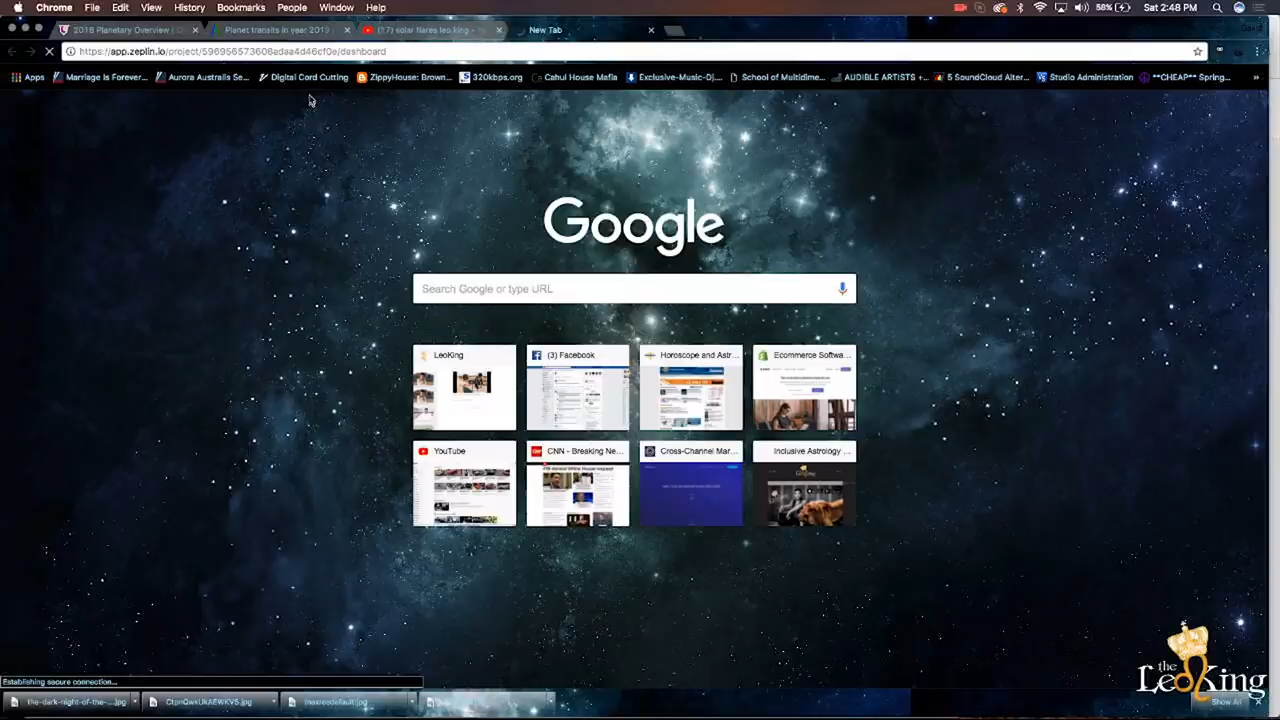 Chrome File Edit View History Bookmarks People Window Help 58% Sat 2:48 PM
2018 Planetary Overview | Planet transits in year 2019 (17) solar flares leo king - New Tab
https://app.zeplin.io/project/596956573608edaa4d46cf0e/dashboard
Apps Marriage Is Forever... Aurora Australis Se... Digital Cord Cutting ZippyHouse: Brown... 320kbps.org Cahul House Mafia Exclusive-Music-Dj... School of Multidime... AUDIBLE ARTISTS +... 5 SoundCloud Alter... Studio Administration **CHEAP** Spring... »
Google
Search Google or type URL
LeoKing (3) Facebook Horoscope and Astr... Ecommerce Softwa...
YouTube CNN - Breaking Ne... Cross-Channel Mar... Inclusive Astrology ...
the LeoKing
Establishing secure connection...
the-dark-night-of-the-....jpg CtpnQwxUkAEWKVS.jpg maxresdefault.jpg Show All